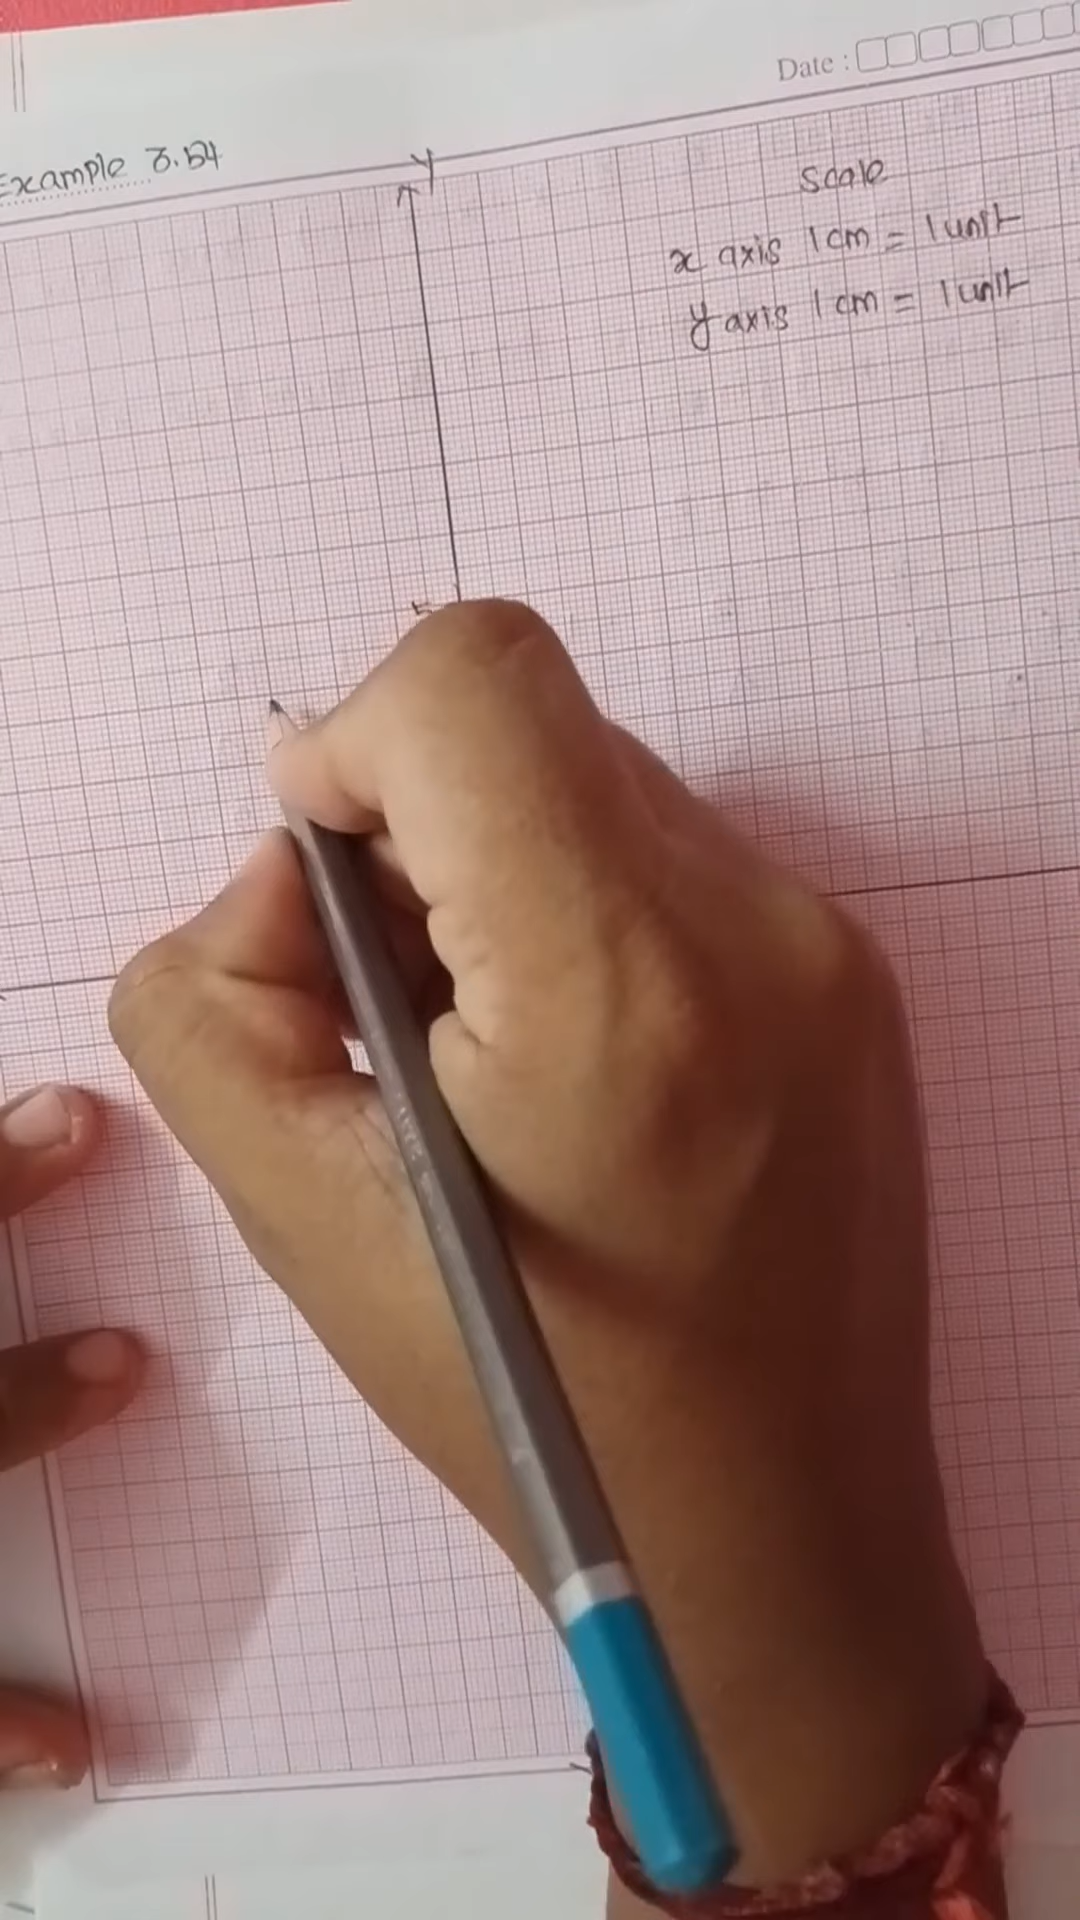 Date :
Example 3.54
Y
Scale
x axis 1cm = 1unit
y axis 1cm = 1unit
5